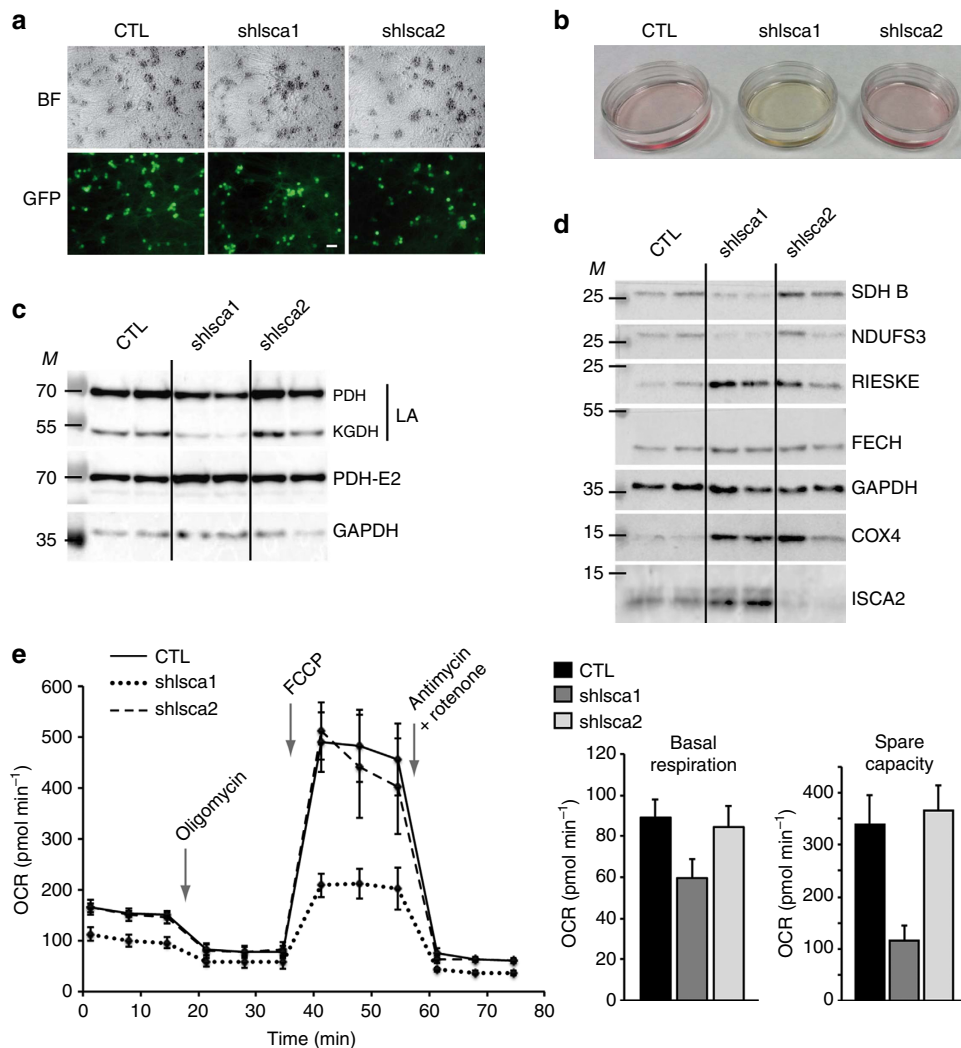 a
CTL shIsca1 shIsca2
BF
GFP
b
CTL shIsca1 shIsca2
c
CTL shIsca1 shIsca2
M
70
55
70
35
PDH
KGDH
LA
PDH-E2
GAPDH
d
CTL shIsca1 shIsca2
M
25
25
25
55
35
15
15
SDH B
NDUFS3
RIESKE
FECH
GAPDH
COX4
ISCA2
e
CTL
shIsca1
shIsca2
Oligomycin
FCCP
Antimycin
+ rotenone
OCR (pmol min⁻¹)
600
500
400
300
200
100
0
0 10 20 30 40 50 60 70 80
Time (min)
CTL
shIsca1
shIsca2
Basal
respiration
OCR (pmol min⁻¹)
120
100
80
60
40
20
0
Spare
capacity
OCR (pmol min⁻¹)
400
300
200
100
0